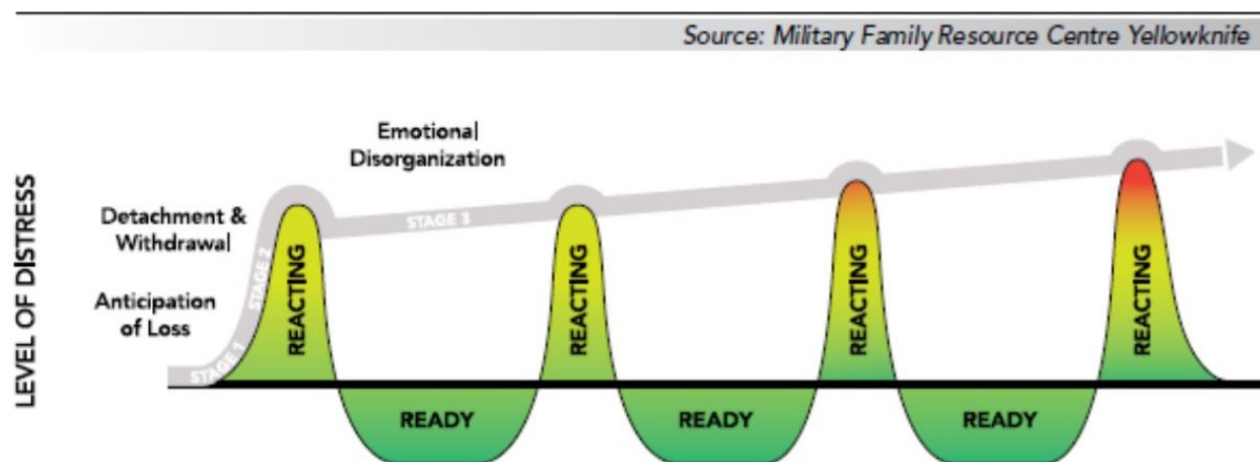 Source: Military Family Resource Centre Yellowknife
Emotional
Disorganization
Detachment &
Withdrawal
Anticipation
of Loss
LEVEL OF DISTRESS
STAGE 1
STAGE 2
STAGE 3
REACTING
REACTING
REACTING
REACTING
READY
READY
READY